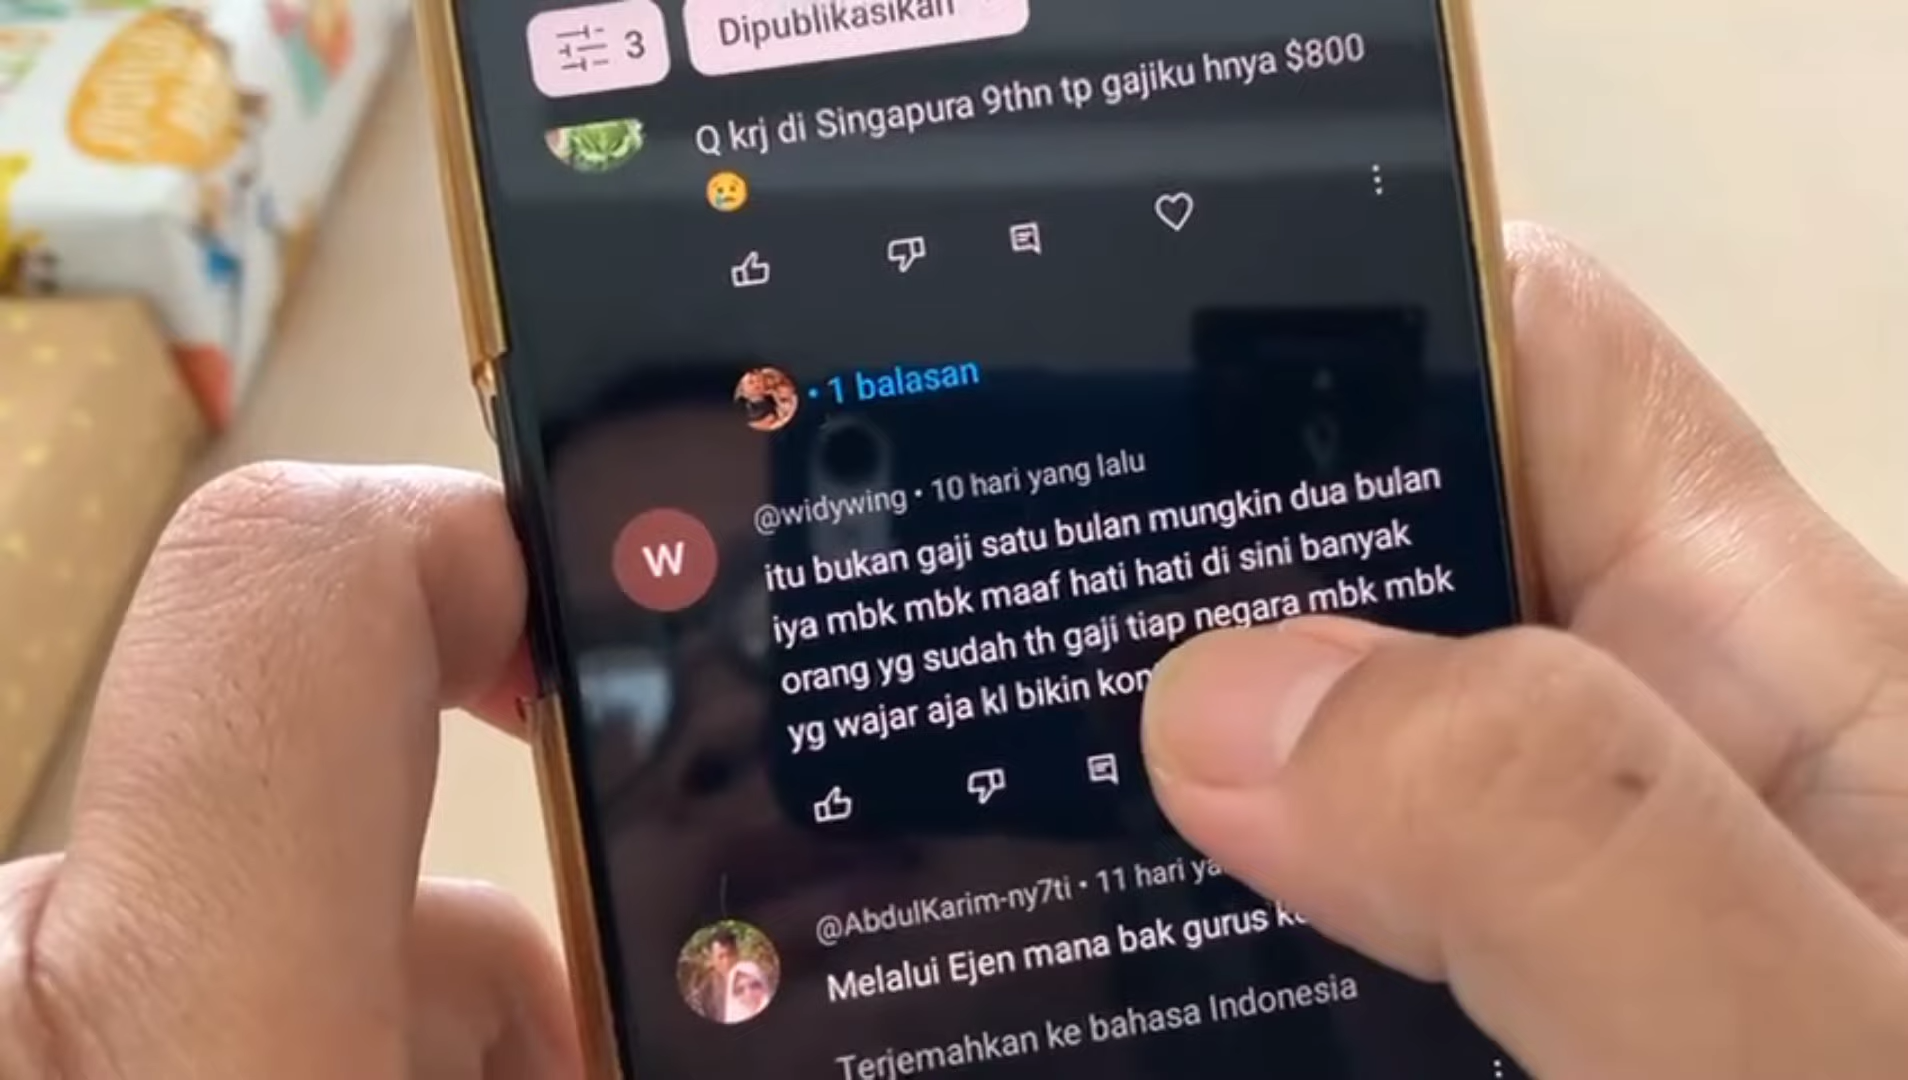 3 Dipublikasikan
Q krj di Singapura 9thn tp gajiku hnya $800
1 balasan
@widywing • 10 hari yang lalu
W
itu bukan gaji satu bulan mungkin dua bulan
iya mbk mbk maaf hati hati di sini banyak
orang yg sudah th gaji tiap negara mbk mbk
yg wajar aja kl bikin
@AbdulKarim-ny7ti • 11 hari
Melalui Ejen mana bak gurus
Terjemahkan ke bahasa Indonesia